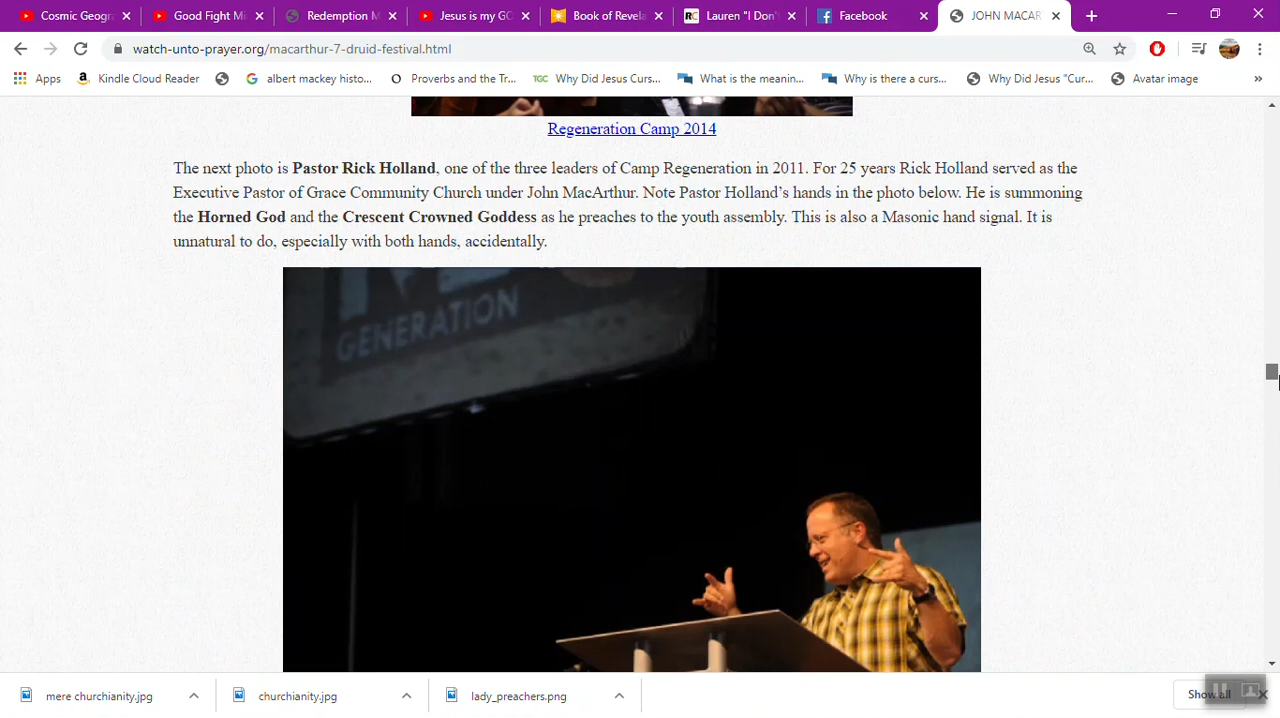 Cosmic Geogra
Good Fight Mi
Redemption M
Jesus is my GO
Book of Revela
Lauren "I Don't
Facebook
JOHN MACAR
watch-unto-prayer.org/macarthur-7-druid-festival.html
Apps
Kindle Cloud Reader
albert mackey histo...
Proverbs and the Tr...
TGC Why Did Jesus Curs...
What is the meanin...
Why is there a curs...
Why Did Jesus "Cur...
Avatar image
»
Regeneration Camp 2014
The next photo is Pastor Rick Holland, one of the three leaders of Camp Regeneration in 2011. For 25 years Rick Holland served as the
Executive Pastor of Grace Community Church under John MacArthur. Note Pastor Holland's hands in the photo below. He is summoning
the Horned God and the Crescent Crowned Goddess as he preaches to the youth assembly. This is also a Masonic hand signal. It is
unnatural to do, especially with both hands, accidentally.
GENERATION
mere churchianity.jpg
churchianity.jpg
lady_preachers.png
Show all